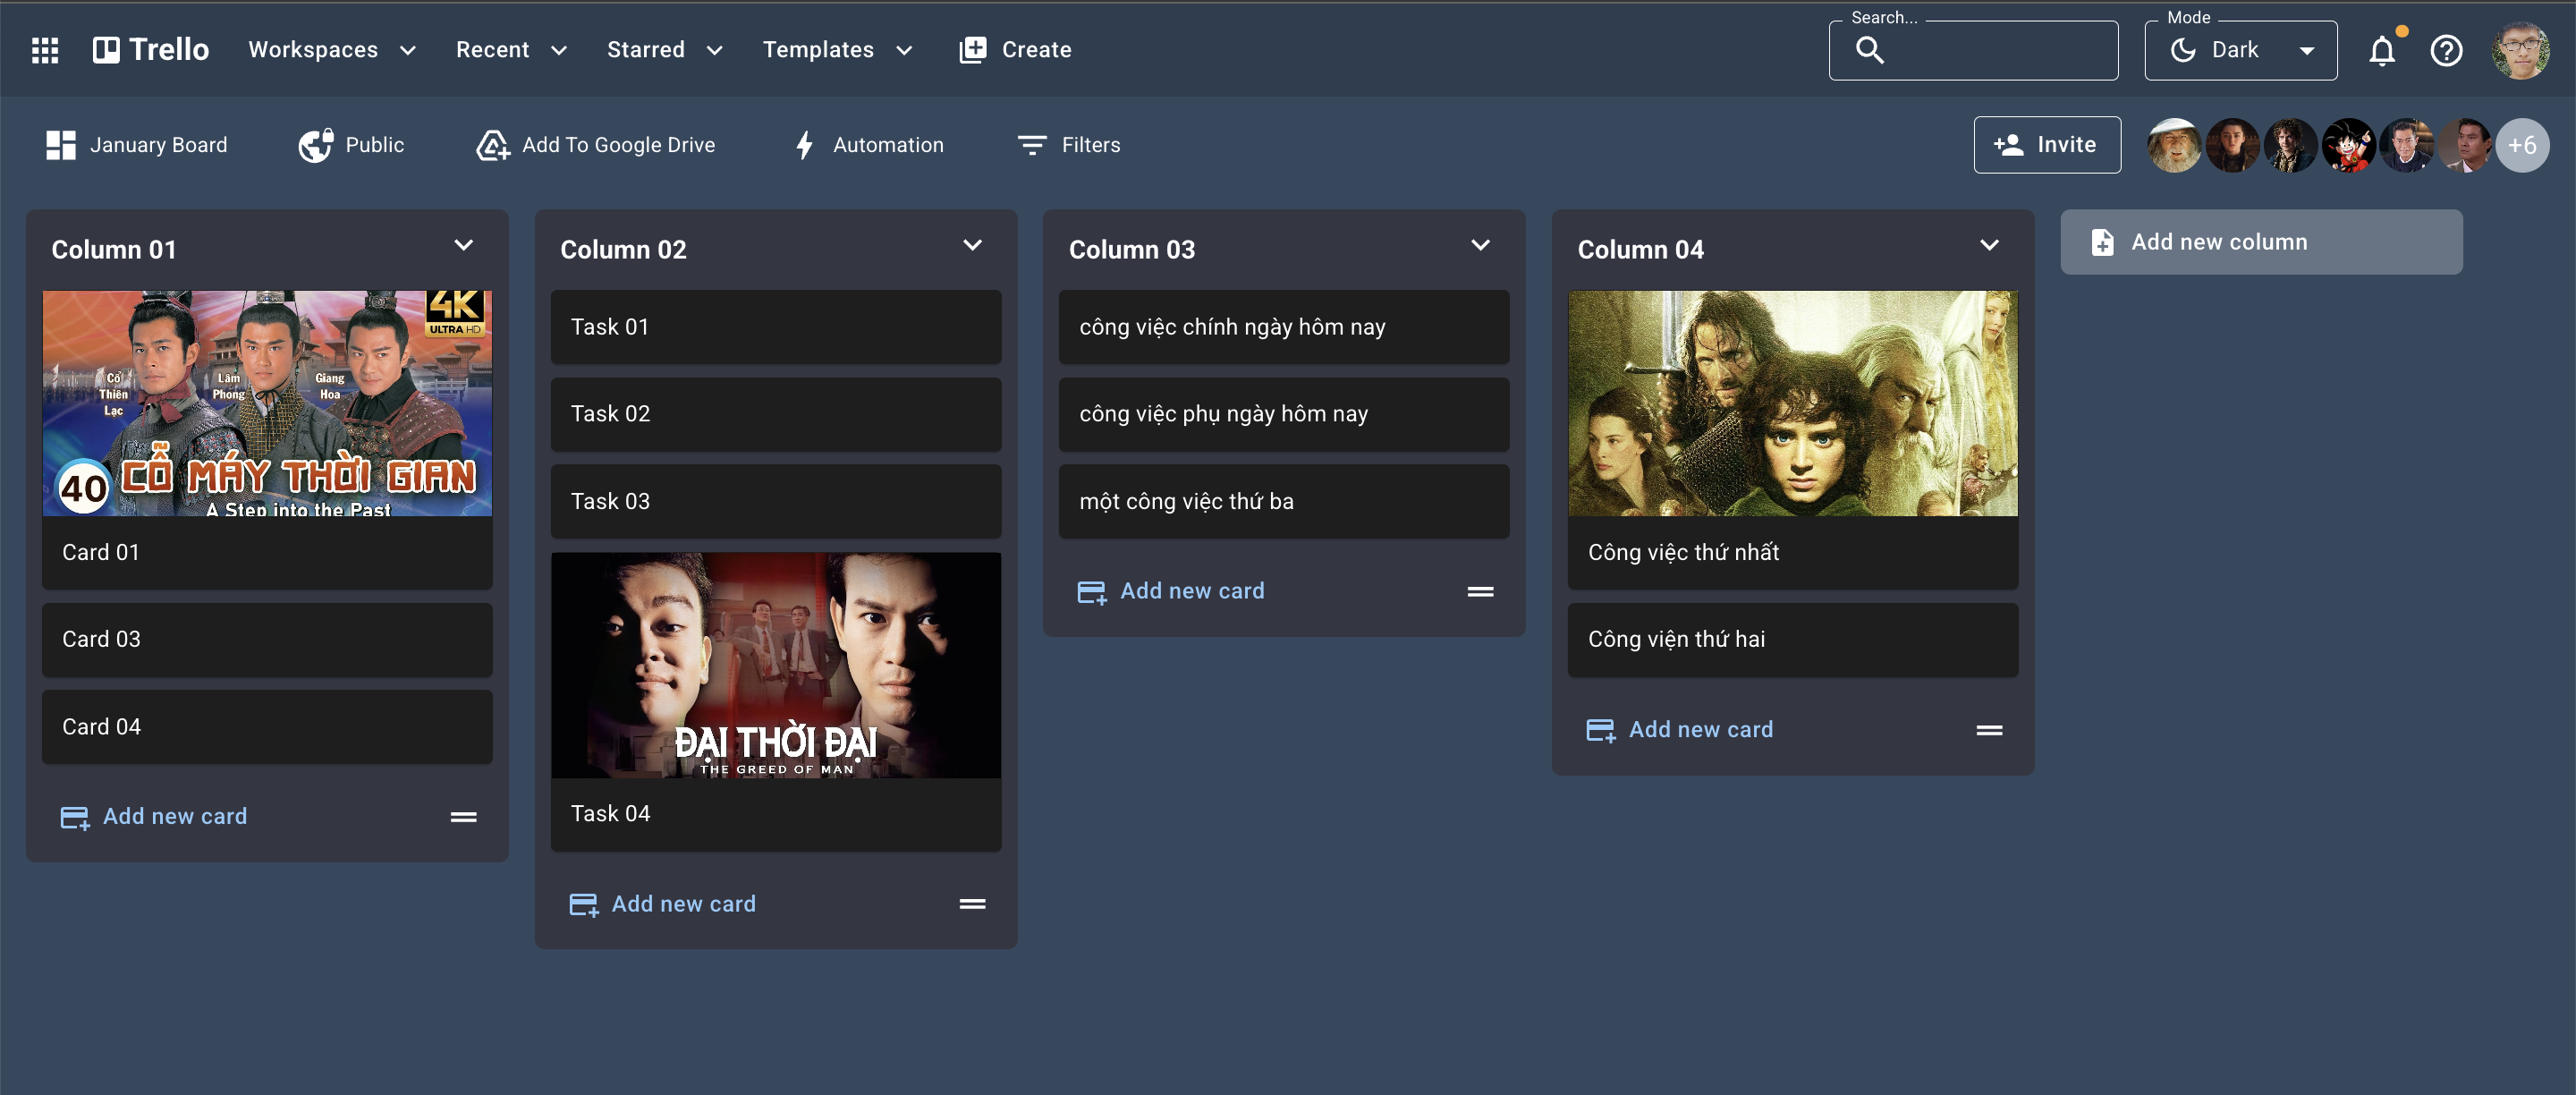 Trello
Workspaces
Recent
Starred
Templates
Create
Search...
Mode
Dark
January Board
Public
Add To Google Drive
Automation
Filters
Invite
+6
Column 01
4K
ULTRA HD
Cổ
Thiên
Lạc
Lâm
Phong
Giang
Hoa
40
CỖ MÁY THỜI GIAN
A Step into the Past
Card 01
Card 03
Card 04
Add new card
Column 02
Task 01
Task 02
Task 03
ĐẠI THỜI ĐẠI
THE GREED OF MAN
Task 04
Add new card
Column 03
công việc chính ngày hôm nay
công việc phụ ngày hôm nay
một công việc thứ ba
Add new card
Column 04
Công việc thứ nhất
Công viện thứ hai
Add new card
Add new column